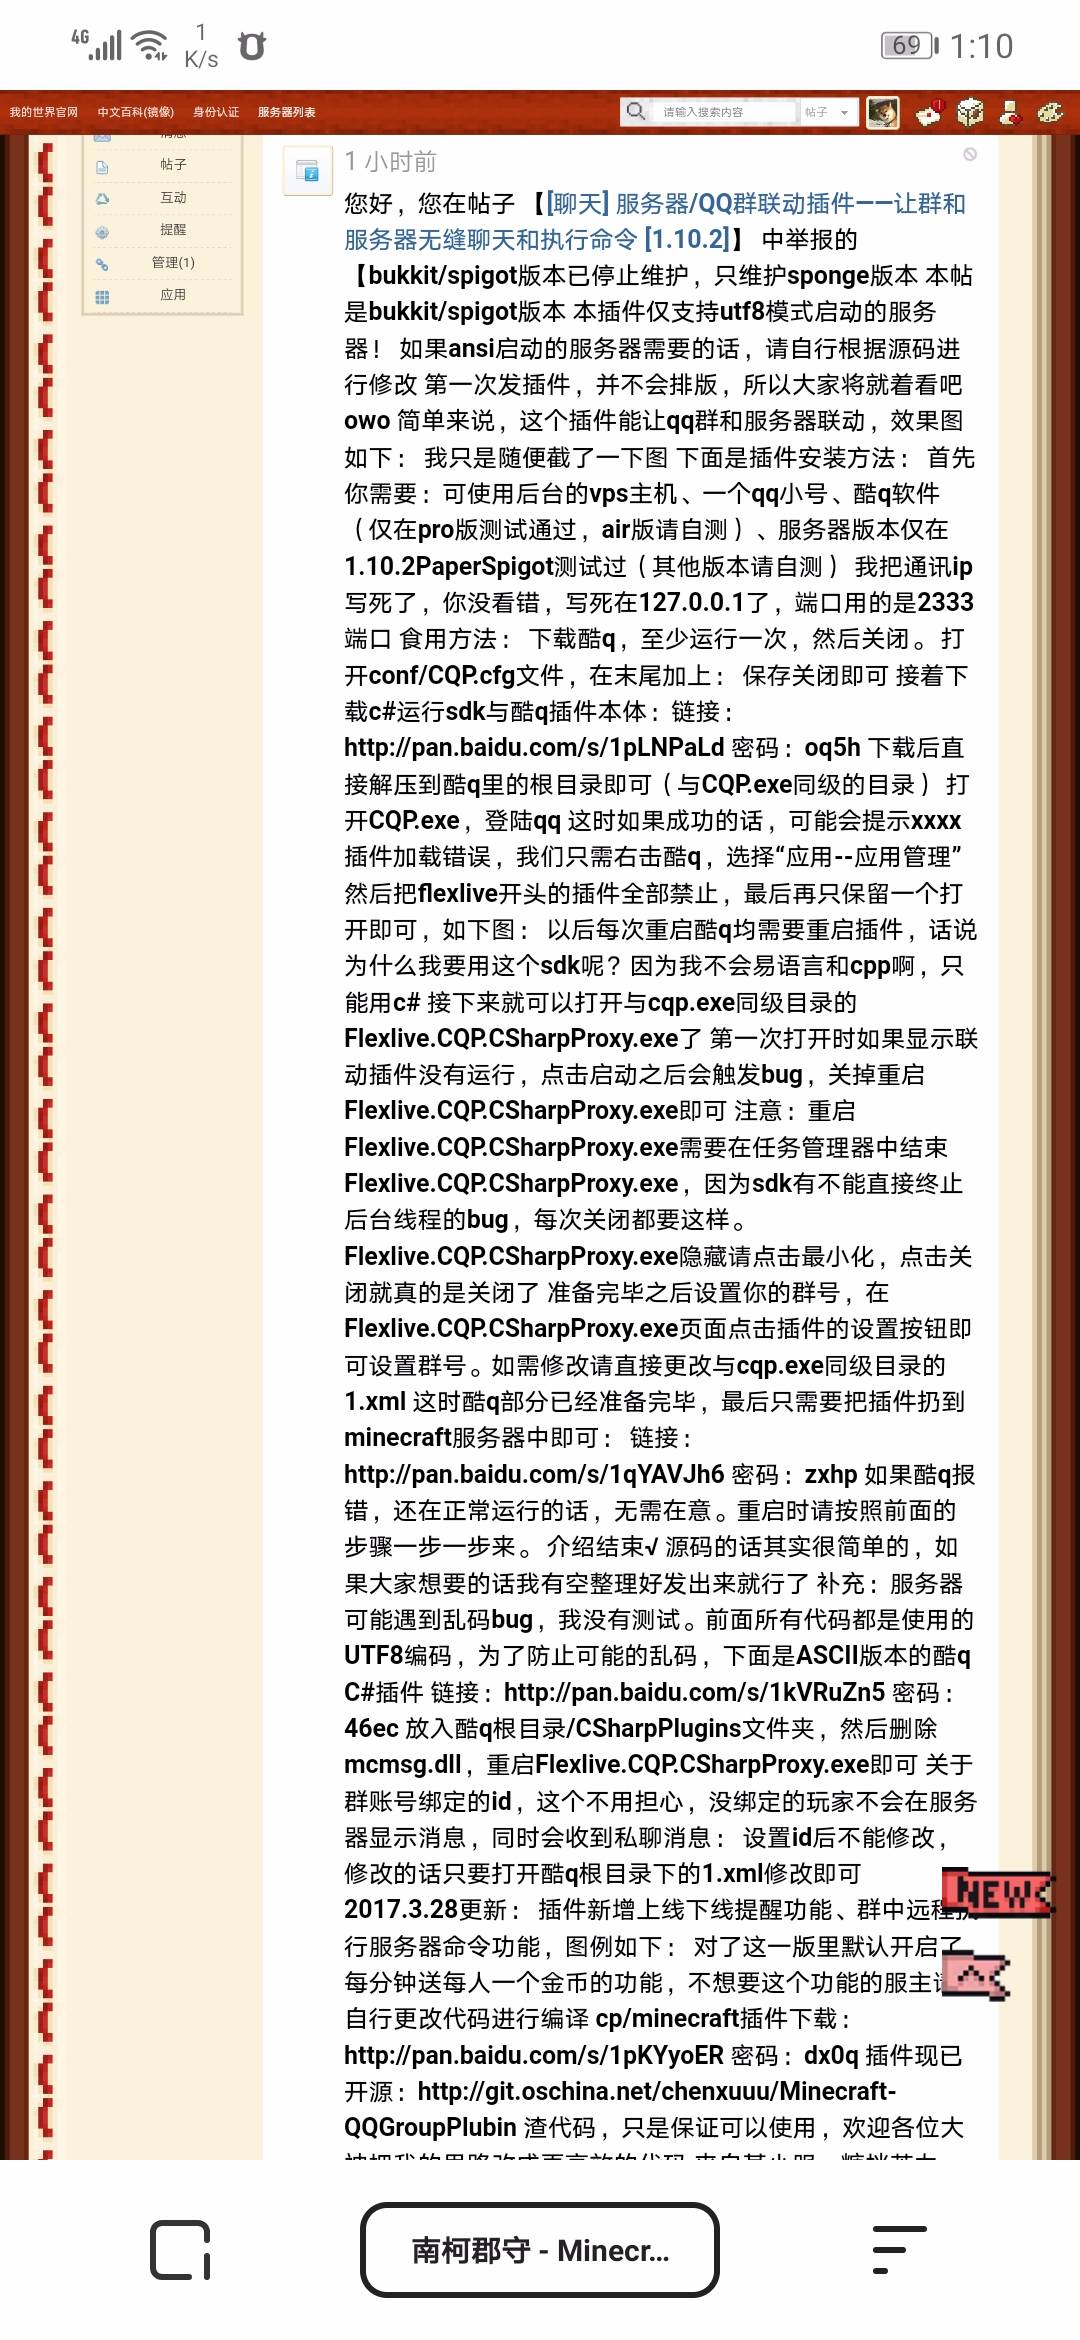 4G
1
K/s
69
1:10
我的世界官网 中文百科(镜像) 身份认证 服务器列表
请输入搜索内容
帖子
消息
帖子
互动
提醒
管理(1)
应用
1 小时前
您好，您在帖子 【[聊天] 服务器/QQ群联动插件——让群和
服务器无缝聊天和执行命令 [1.10.2]】 中举报的
【bukkit/spigot版本已停止维护，只维护sponge版本 本帖
是bukkit/spigot版本 本插件仅支持utf8模式启动的服务
器！ 如果ansi启动的服务器需要的话，请自行根据源码进
行修改 第一次发插件，并不会排版，所以大家将就着看吧
owo 简单来说，这个插件能让qq群和服务器联动，效果图
如下： 我只是随便截了一下图 下面是插件安装方法： 首先
你需要：可使用后台的vps主机、一个qq小号、酷q软件
（仅在pro版测试通过，air版请自测）、服务器版本仅在
1.10.2PaperSpigot测试过（其他版本请自测） 我把通讯ip
写死了，你没看错，写死在127.0.0.1了，端口用的是2333
端口 食用方法： 下载酷q，至少运行一次，然后关闭。 打
开conf/CQP.cfg文件，在末尾加上： 保存关闭即可 接着下
载c#运行sdk与酷q插件本体：链接：
http://pan.baidu.com/s/1pLNPaLd 密码：oq5h 下载后直
接解压到酷q里的根目录即可（与CQP.exe同级的目录） 打
开CQP.exe，登陆qq 这时如果成功的话，可能会提示xxxx
插件加载错误，我们只需右击酷q，选择“应用--应用管理”
然后把flexlive开头的插件全部禁止，最后再只保留一个打
开即可，如下图： 以后每次重启酷q均需要重启插件，话说
为什么我要用这个sdk呢？因为我不会易语言和cpp啊，只
能用c# 接下来就可以打开与cqp.exe同级目录的
Flexlive.CQP.CSharpProxy.exe了 第一次打开时如果显示联
动插件没有运行，点击启动之后会触发bug，关掉重启
Flexlive.CQP.CSharpProxy.exe即可 注意：重启
Flexlive.CQP.CSharpProxy.exe需要在任务管理器中结束
Flexlive.CQP.CSharpProxy.exe，因为sdk有不能直接终止
后台线程的bug，每次关闭都要这样。
Flexlive.CQP.CSharpProxy.exe隐藏请点击最小化，点击关
闭就真的是关闭了 准备完毕之后设置你的群号，在
Flexlive.CQP.CSharpProxy.exe页面点击插件的设置按钮即
可设置群号。如需修改请直接更改与cqp.exe同级目录的
1.xml 这时酷q部分已经准备完毕，最后只需要把插件扔到
minecraft服务器中即可： 链接：
http://pan.baidu.com/s/1qYAVJh6 密码：zxhp 如果酷q报
错，还在正常运行的话，无需在意。重启时请按照前面的
步骤一步一步来。 介绍结束√ 源码的话其实很简单的，如
果大家想要的话我有空整理好发出来就行了 补充：服务器
可能遇到乱码bug，我没有测试。前面所有代码都是使用的
UTF8编码，为了防止可能的乱码，下面是ASCII版本的酷q
C#插件 链接：http://pan.baidu.com/s/1kVRuZn5 密码：
46ec 放入酷q根目录/CSharpPlugins文件夹，然后删除
mcmsg.dll，重启Flexlive.CQP.CSharpProxy.exe即可 关于
群账号绑定的id，这个不用担心，没绑定的玩家不会在服务
器显示消息，同时会收到私聊消息： 设置id后不能修改，
修改的话只要打开酷q根目录下的1.xml修改即可
2017.3.28更新： 插件新增上线下线提醒功能、群中远程执
行服务器命令功能，图例如下： 对了这一版里默认开启了
每分钟送每人一个金币的功能，不想要这个功能的服主请
自行更改代码进行编译 cp/minecraft插件下载：
http://pan.baidu.com/s/1pKYyoER 密码：dx0q 插件现已
开源：http://git.oschina.net/chenxuuu/Minecraft-
QQGroupPlubin 渣代码，只是保证可以使用，欢迎各位大
NEW
南柯郡守 - Minecr...